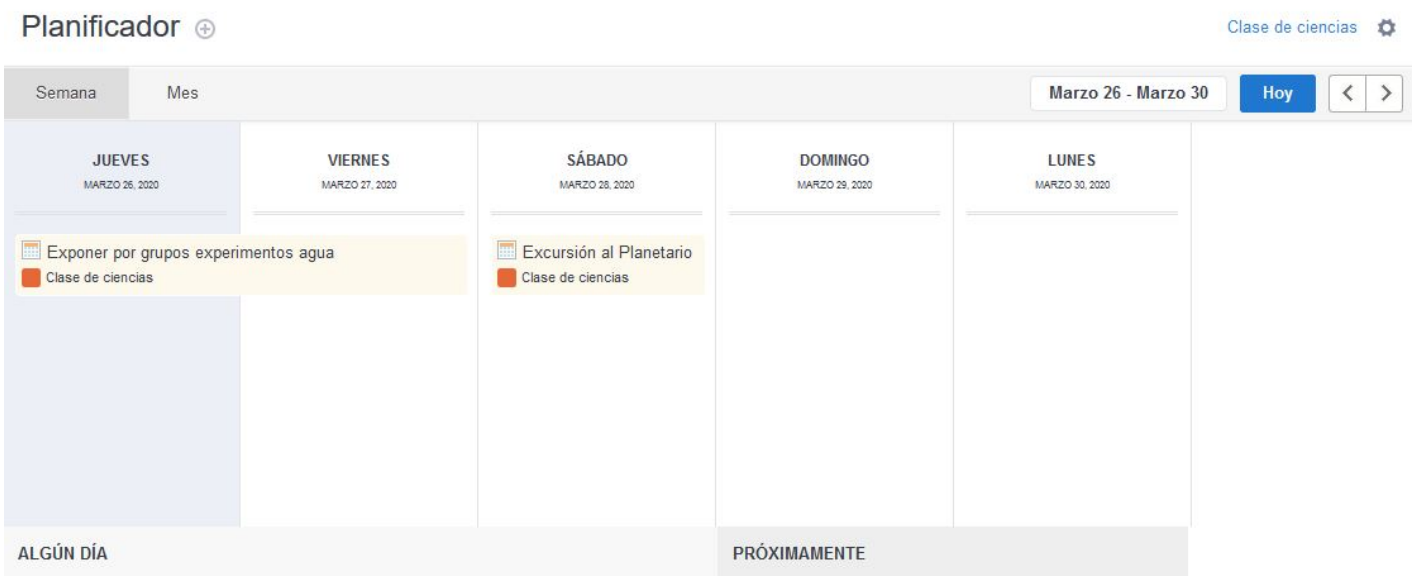 Planificador
Clase de ciencias
Semana Mes Marzo 26 - Marzo 30 Hoy
JUEVES VIERNES SÁBADO DOMINGO LUNES
MARZO 26, 2020 MARZO 27, 2020 MARZO 28, 2020 MARZO 29, 2020 MARZO 30, 2020
Exponer por grupos experimentos agua Excursión al Planetario
Clase de ciencias Clase de ciencias
ALGÚN DÍA PRÓXIMAMENTE